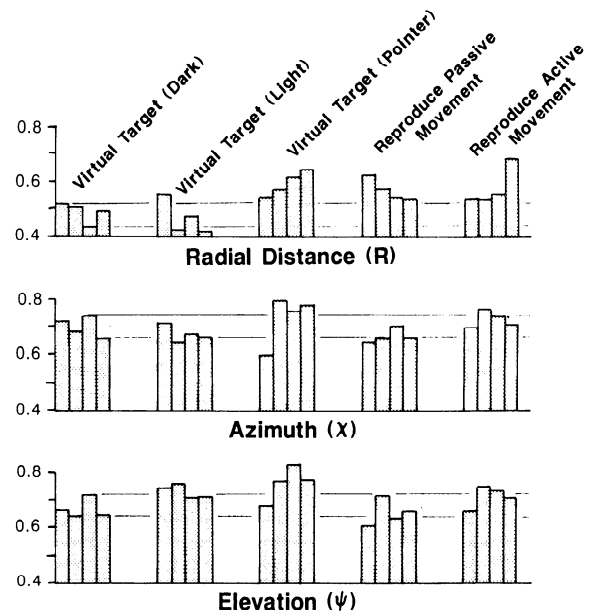 Virtual Target (Dark)
Virtual Target (Light)
Virtual Target (Pointer)
Reproduce Passive
Movement
Reproduce Active
Movement
0.8
0.6
0.4
Radial Distance (R)
0.8
0.6
0.4
Azimuth (χ)
0.8
0.6
0.4
Elevation (ψ)